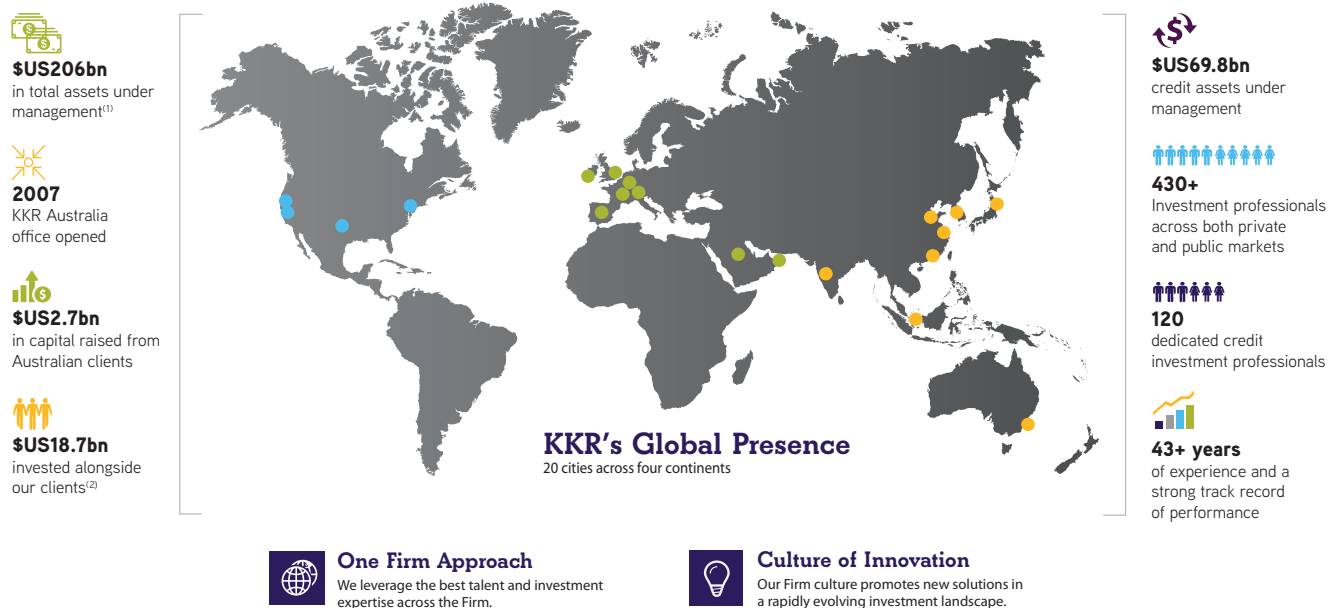 $US206bn
in total assets under
management(1)
2007
KKR Australia
office opened
$US2.7bn
in capital raised from
Australian clients
$US18.7bn
invested alongside
our clients(2)
KKR's Global Presence
20 cities across four continents
$US69.8bn
credit assets under
management
430+
Investment professionals
across both private
and public markets
120
dedicated credit
investment professionals
43+ years
of experience and a
strong track record
of performance
One Firm Approach
We leverage the best talent and investment
expertise across the Firm.
Culture of Innovation
Our Firm culture promotes new solutions in
a rapidly evolving investment landscape.